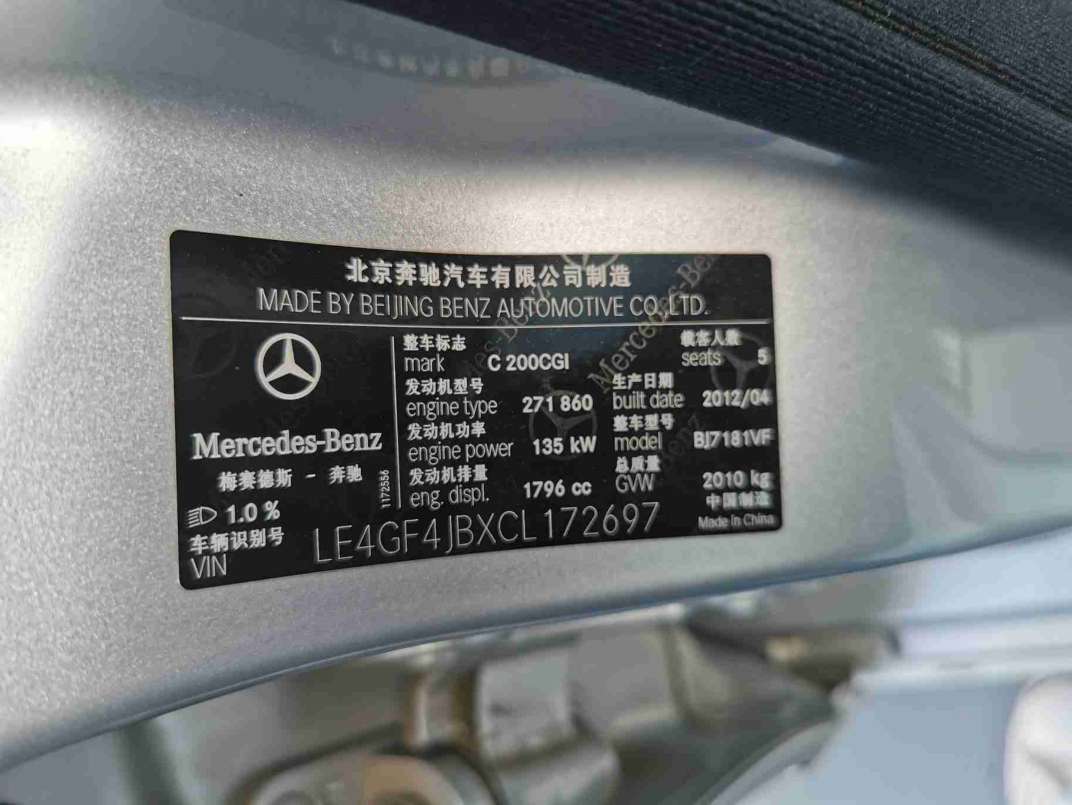 北京奔驰汽车有限公司制造
MADE BY BEIJING BENZ AUTOMOTIVE CO., LTD.
Mercedes-Benz
梅赛德斯 - 奔驰
1172556
1.0 %
整车标志
mark C 200CGI
载客人数
seats 5
发动机型号
engine type 271 860
生产日期
built date 2012/04
发动机功率
engine power 135 kW
整车型号
model BJ7181VF
发动机排量
eng. displ. 1796 cc
总质量
GVW 2010 kg
中国制造
Made In China
车辆识别号
VIN LE4GF4JBXCL172697
Mercedes-Benz
Mercedes-Benz